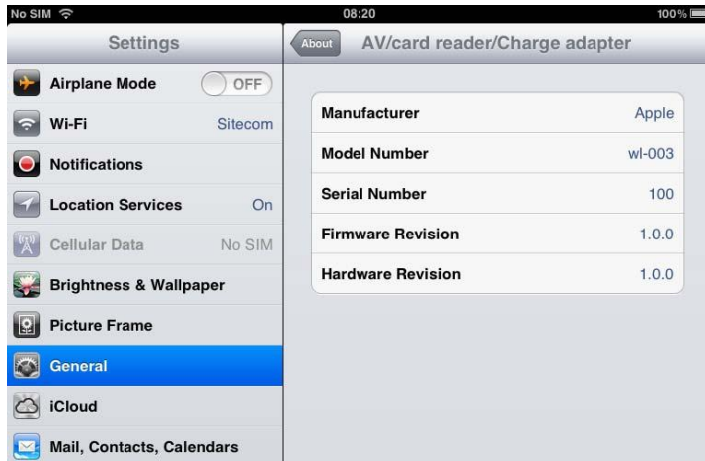 No SIM 08:20 100%
Settings
Airplane Mode OFF
Wi-Fi Sitecom
Notifications
Location Services On
Cellular Data No SIM
Brightness & Wallpaper
Picture Frame
General
iCloud
Mail, Contacts, Calendars
About AV/card reader/Charge adapter
Manufacturer Apple
Model Number wl-003
Serial Number 100
Firmware Revision 1.0.0
Hardware Revision 1.0.0